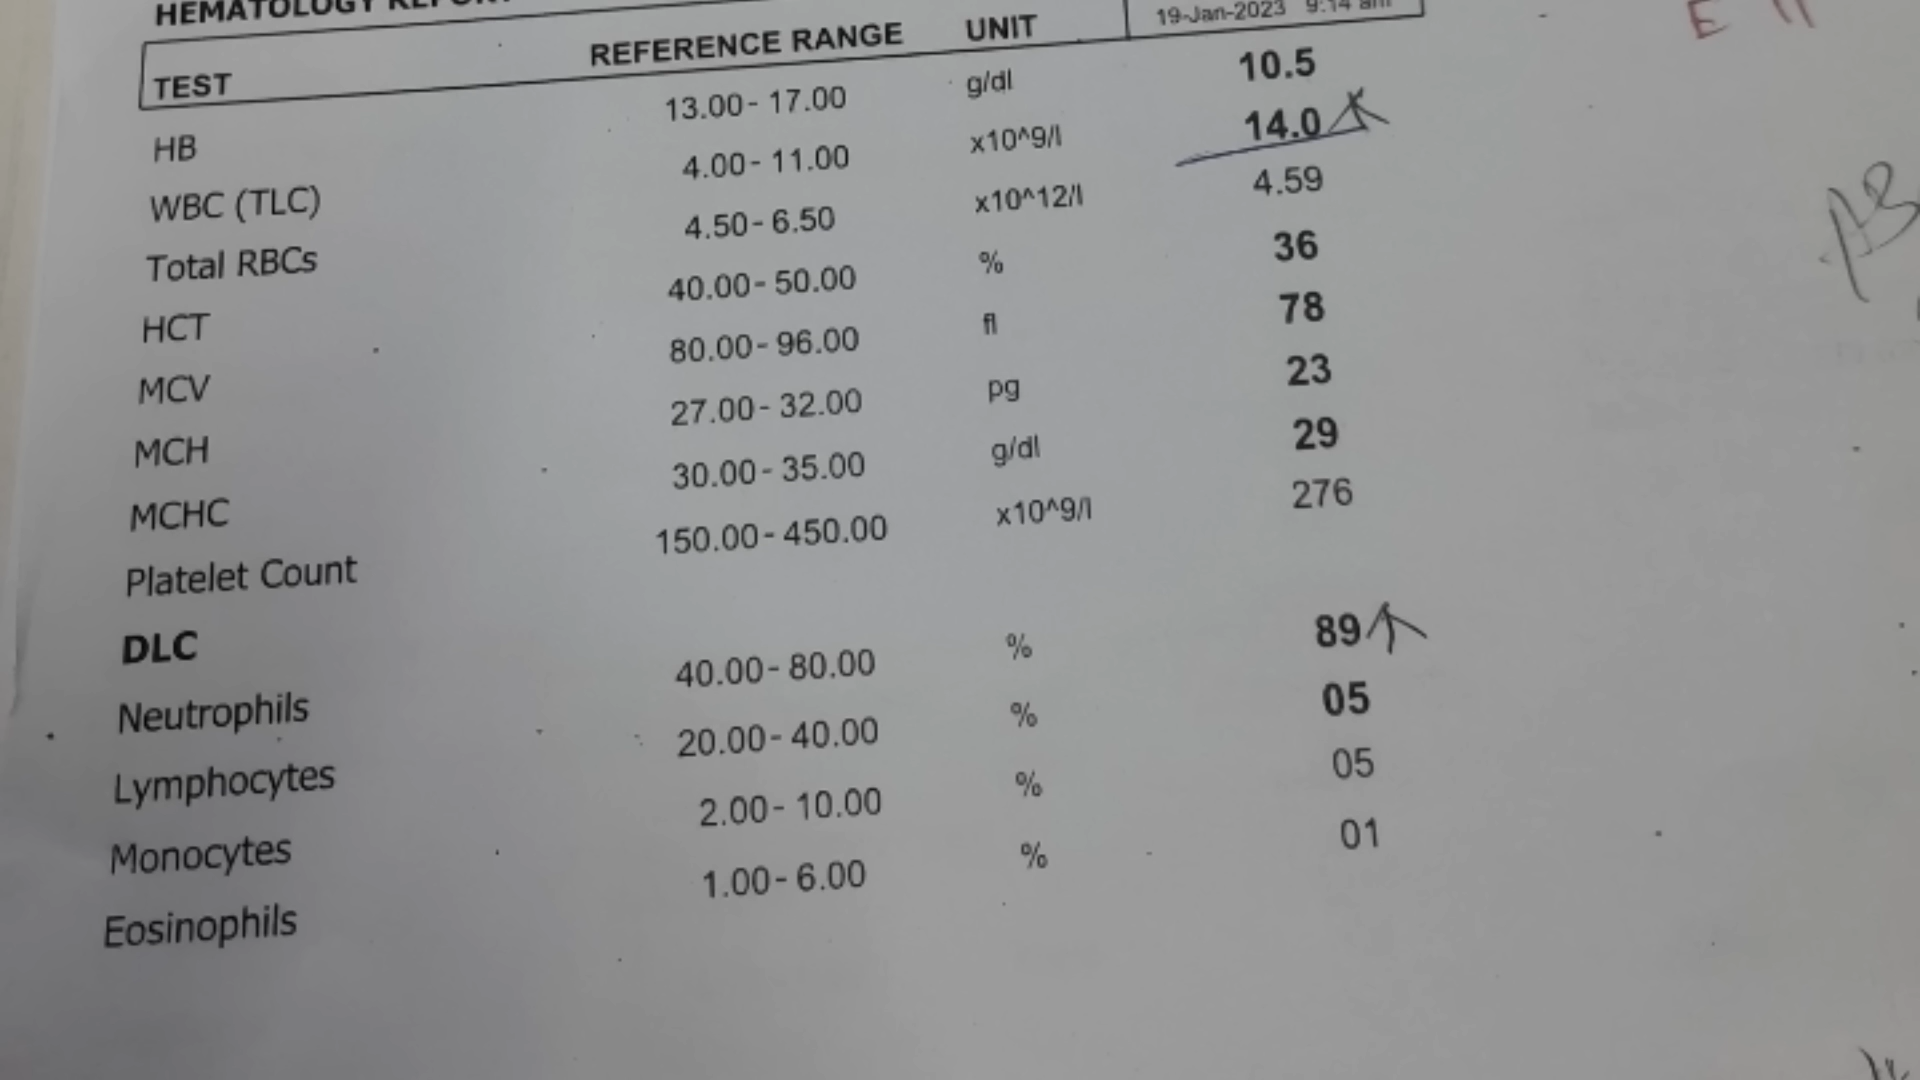 HEMATOLOGY REPORT
19-Jan-2023 9:14 am
TEST REFERENCE RANGE UNIT
HB 13.00- 17.00 g/dl 10.5
WBC (TLC) 4.00- 11.00 x10^9/l 14.0
Total RBCs 4.50- 6.50 x10^12/l 4.59
HCT 40.00- 50.00 % 36
MCV 80.00- 96.00 fl 78
MCH 27.00- 32.00 pg 23
MCHC 30.00- 35.00 g/dl 29
Platelet Count 150.00- 450.00 x10^9/l 276
DLC
Neutrophils 40.00- 80.00 % 89
Lymphocytes 20.00- 40.00 % 05
Monocytes 2.00- 10.00 % 05
Eosinophils 1.00- 6.00 % 01